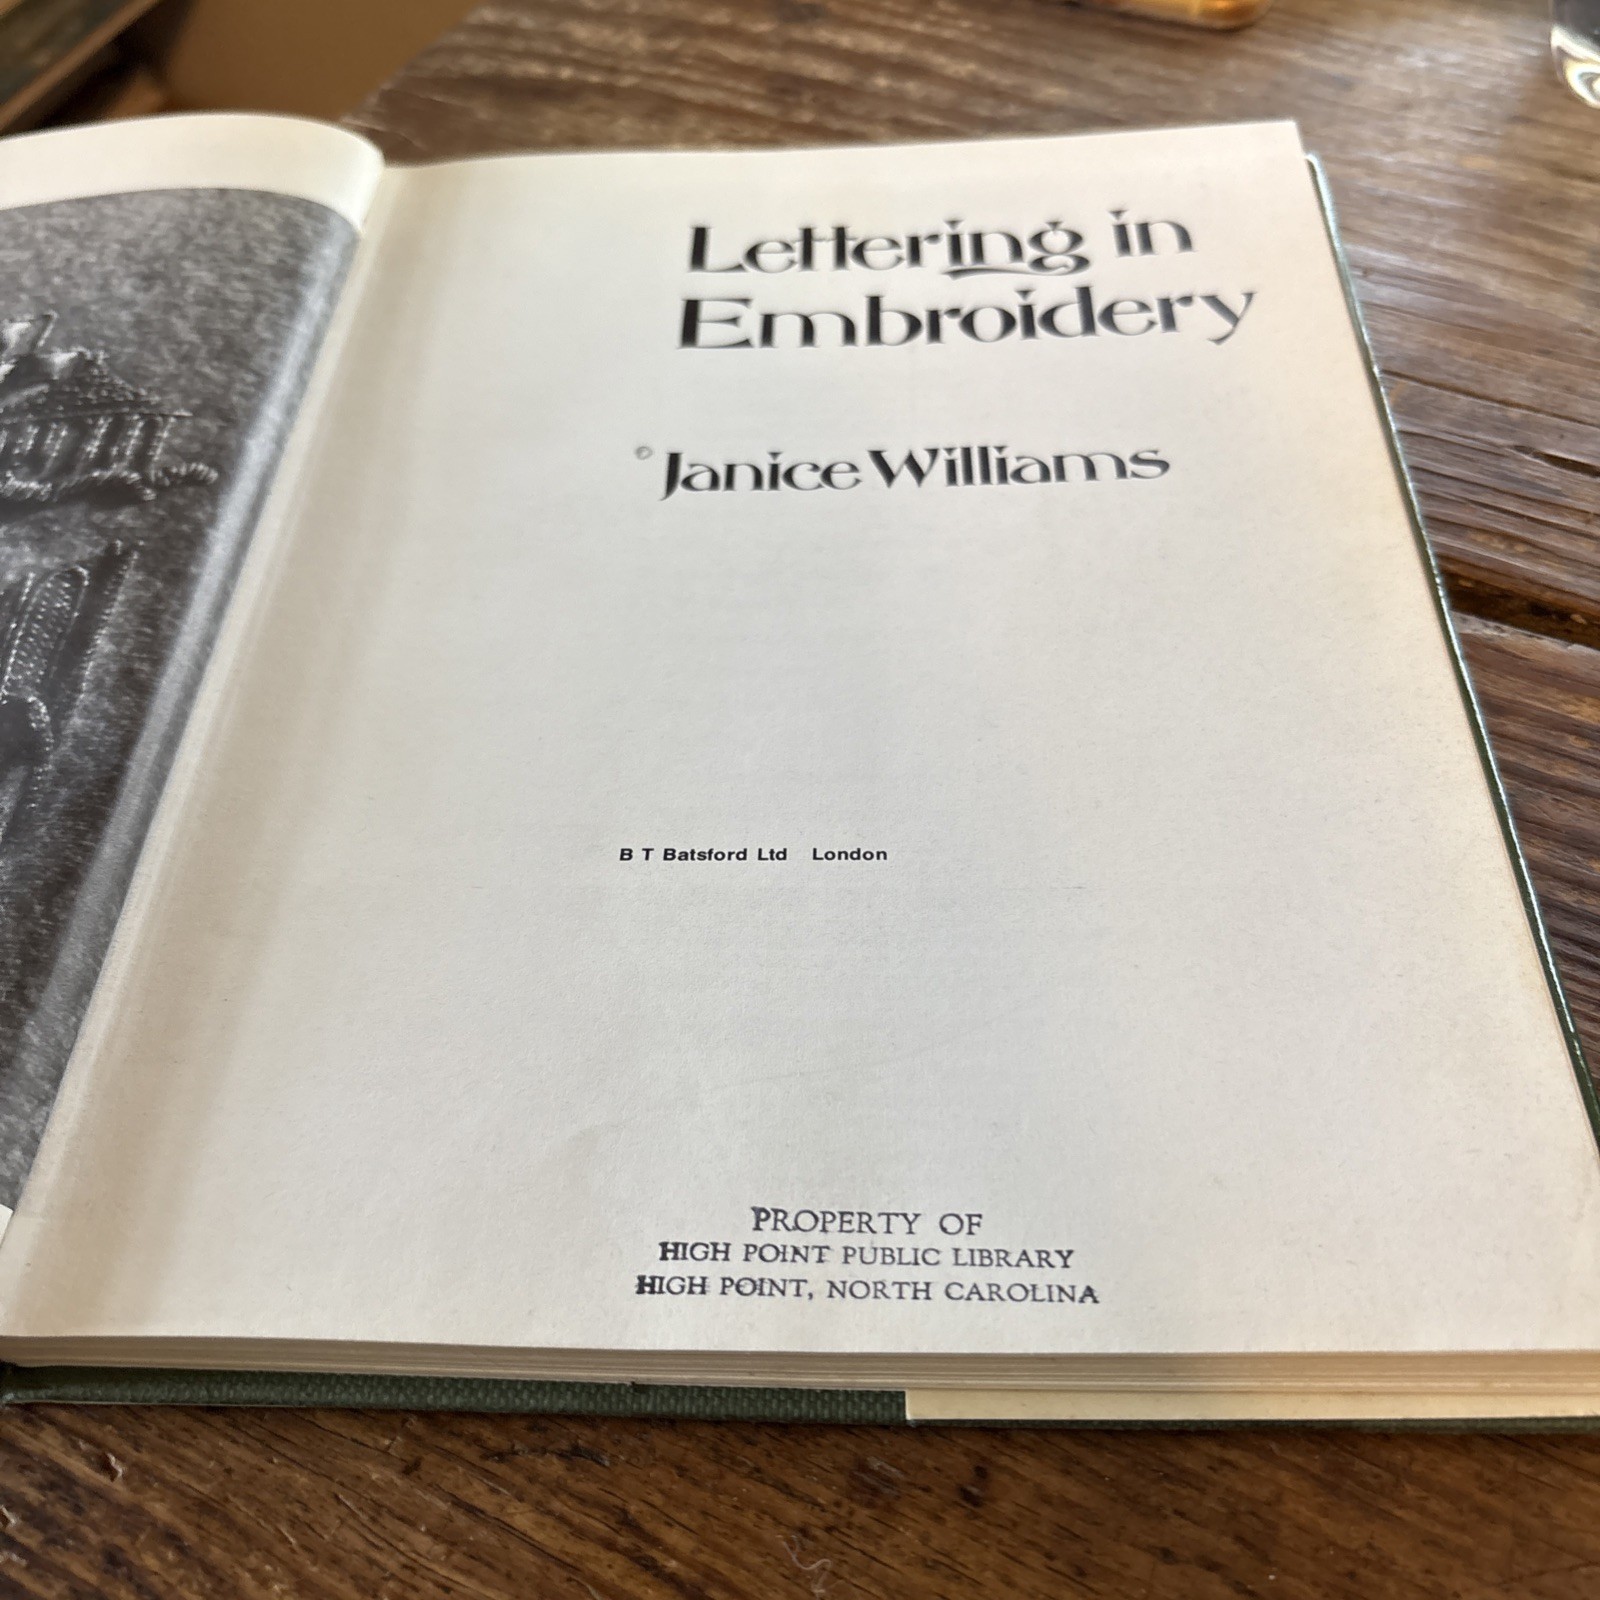 Lettering in
Embroidery
Janice Williams
B T Batsford Ltd London
PROPERTY OF
HIGH POINT PUBLIC LIBRARY
HIGH POINT, NORTH CAROLINA